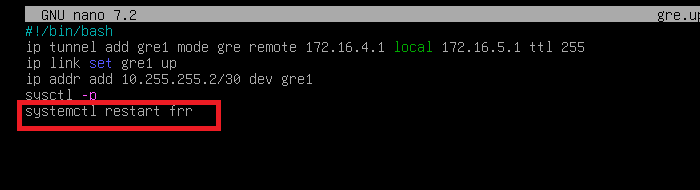 GNU nano 7.2 gre.up
#!/bin/bash
ip tunnel add gre1 mode gre remote 172.16.4.1 local 172.16.5.1 ttl 255
ip link set gre1 up
ip addr add 10.255.255.2/30 dev gre1
sysctl -p
systemctl restart frr